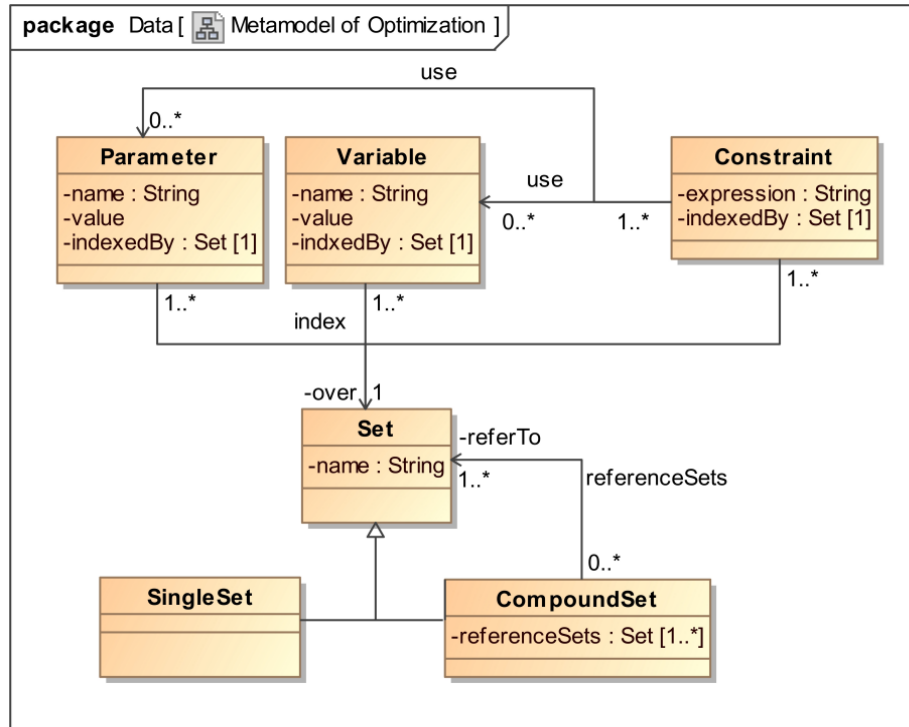 package Data [ Metamodel of Optimization ]
use
0..*
Parameter
-name : String
-value
-indexedBy : Set [1]
Variable
-name : String
-value
-indxedBy : Set [1]
use
0..*
1..*
Constraint
-expression : String
-indexedBy : Set [1]
1..*
1..*
1..*
index
-over
1
Set
-name : String
-referTo
1..*
referenceSets
0..*
SingleSet
CompoundSet
-referenceSets : Set [1..*]